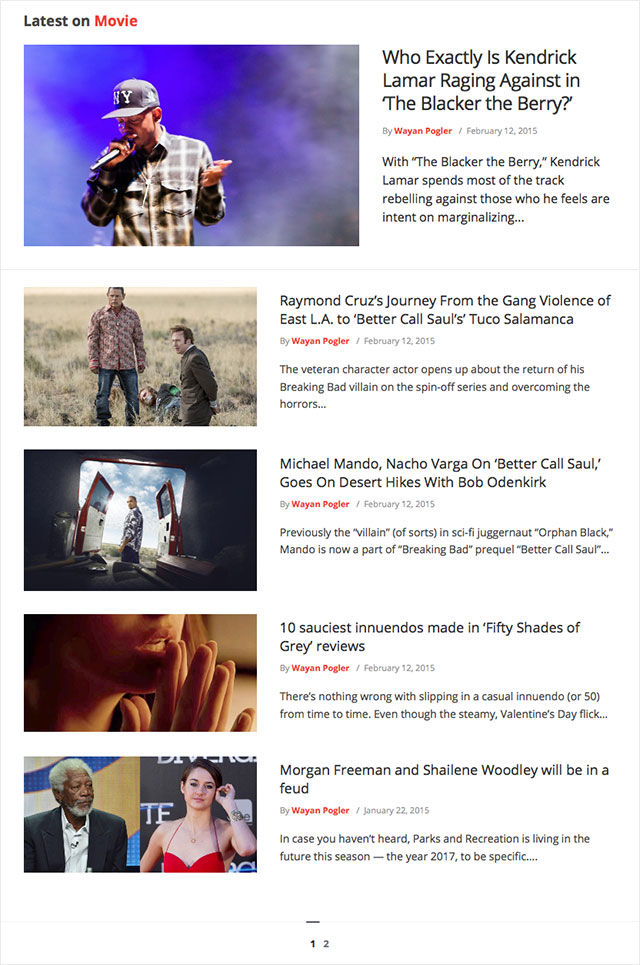 Latest on Movie
NY
Who Exactly Is Kendrick
Lamar Raging Against in
‘The Blacker the Berry?’
By Wayan Pogler / February 12, 2015
With “The Blacker the Berry,” Kendrick
Lamar spends most of the track
rebelling against those who he feels are
intent on marginalizing...
Raymond Cruz’s Journey From the Gang Violence of
East L.A. to ‘Better Call Saul’s’ Tuco Salamanca
By Wayan Pogler / February 12, 2015
The veteran character actor opens up about the return of his
Breaking Bad villain on the spin-off series and overcoming the
horrors...
Michael Mando, Nacho Varga On ‘Better Call Saul,’
Goes On Desert Hikes With Bob Odenkirk
By Wayan Pogler / February 12, 2015
Previously the “villain” (of sorts) in sci-fi juggernaut “Orphan Black,”
Mando is now a part of “Breaking Bad” prequel “Better Call Saul”...
10 sauciest innuendos made in ‘Fifty Shades of
Grey’ reviews
By Wayan Pogler / February 12, 2015
There’s nothing wrong with slipping in a casual innuendo (or 50)
from time to time. Even though the steamy, Valentine’s Day flick...
DIVERG
TE
Morgan Freeman and Shailene Woodley will be in a
feud
By Wayan Pogler / January 22, 2015
In case you haven’t heard, Parks and Recreation is living in the
future this season — the year 2017, to be specific....
1 2